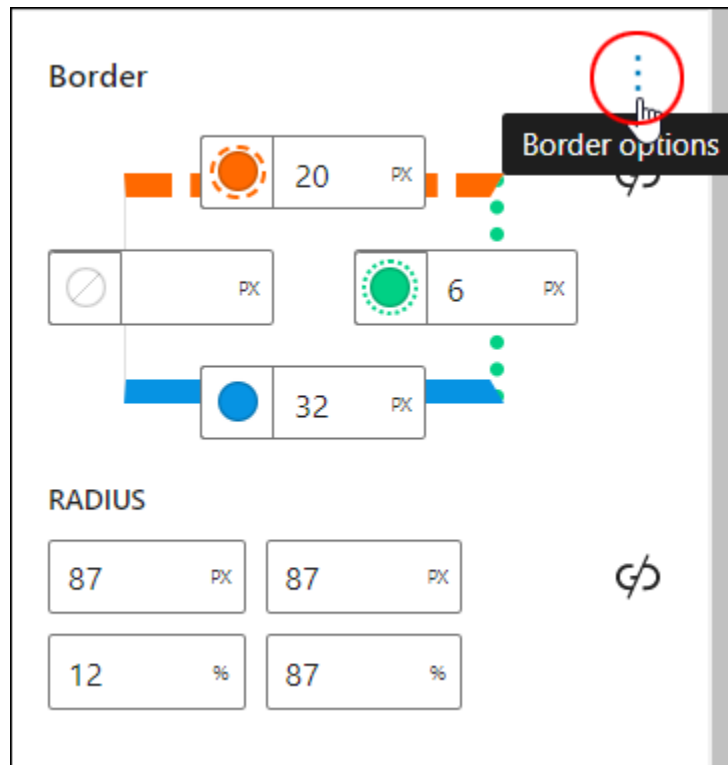 Border
Border options
20 PX
PX
6 PX
32 PX
RADIUS
87 PX 87 PX
12 % 87 %